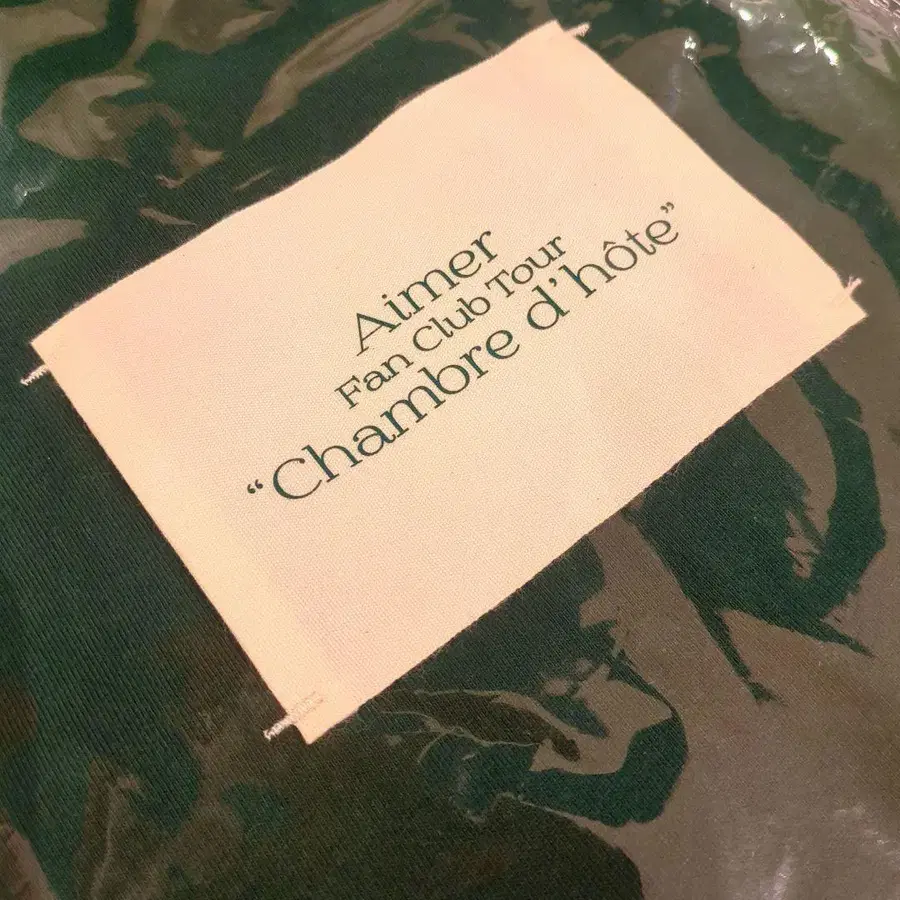 Aimer
Fan Club Tour
“Chambre d’hôte”